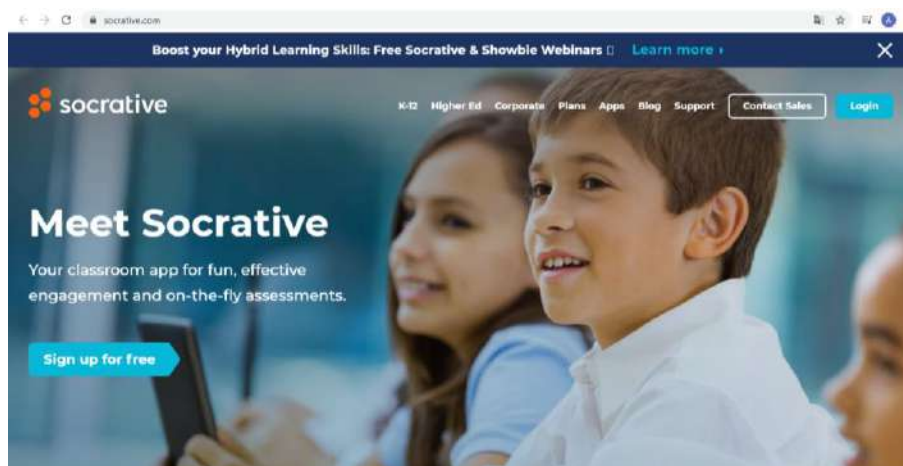 socrative.com
Boost your Hybrid Learning Skills: Free Socrative & Showbie Webinars Learn more ›
socrative
K-12 Higher Ed Corporate Plans Apps Blog Support Contact Sales Login
Meet Socrative
Your classroom app for fun, effective
engagement and on-the-fly assessments.
Sign up for free